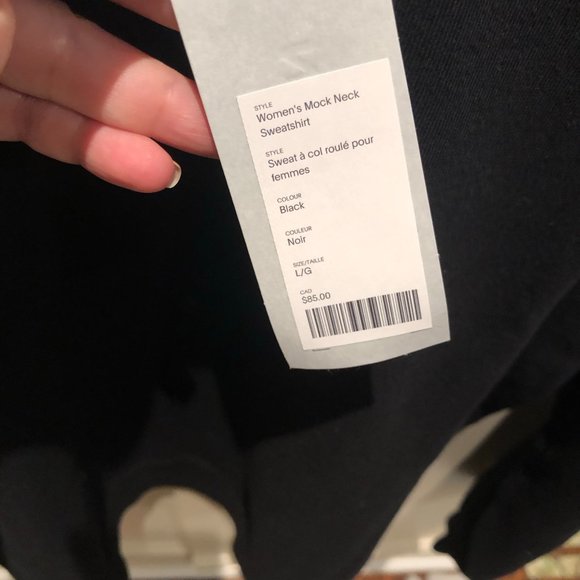 STYLE
Women's Mock Neck
Sweatshirt
STYLE
Sweat à col roulé pour
femmes
COLOUR
Black
COULEUR
Noir
SIZE/TAILLE
L/G
CAD
$85.00